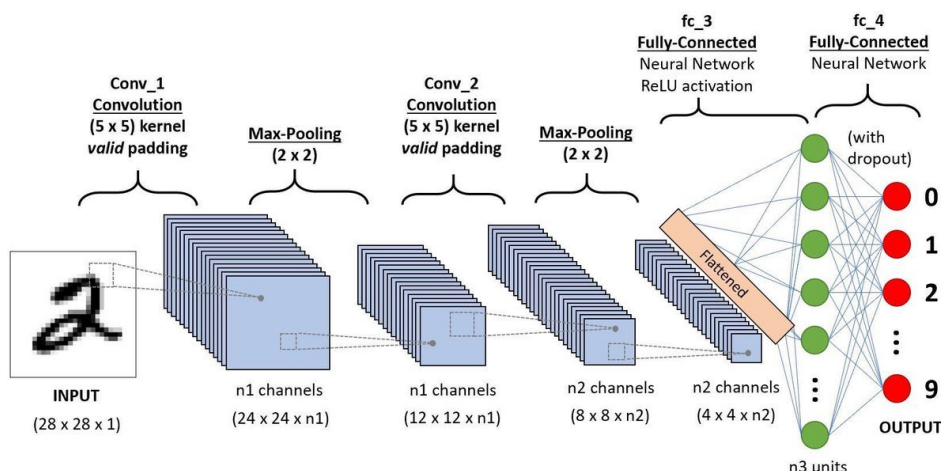 fc_3
Fully-Connected
Neural Network
ReLU activation
fc_4
Fully-Connected
Neural Network
Conv_1
Convolution
(5 x 5) kernel
valid padding
Max-Pooling
(2 x 2)
Conv_2
Convolution
(5 x 5) kernel
valid padding
Max-Pooling
(2 x 2)
(with
dropout)
Flattened
0
1
2
9
INPUT
(28 x 28 x 1)
n1 channels
(24 x 24 x n1)
n1 channels
(12 x 12 x n1)
n2 channels
(8 x 8 x n2)
n2 channels
(4 x 4 x n2)
OUTPUT
n3 units
2